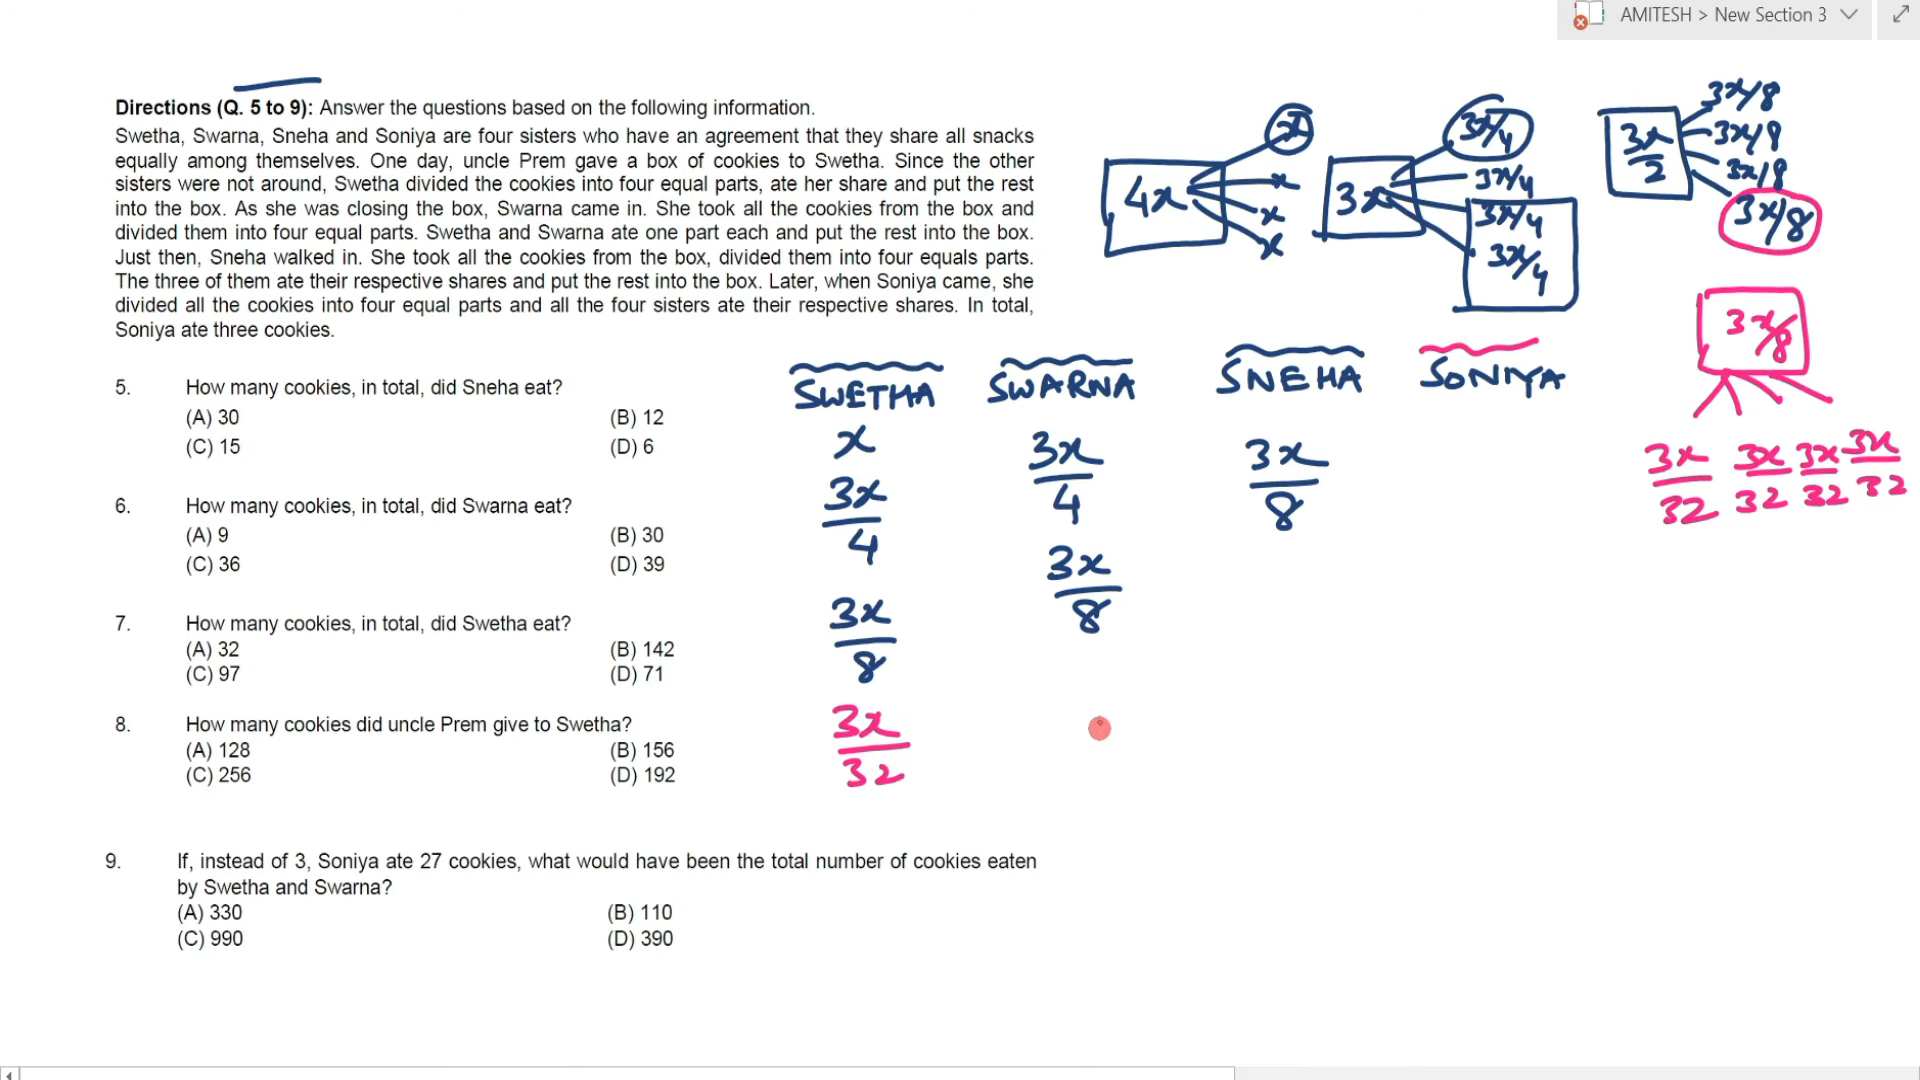 AMITESH > New Section 3
Directions (Q. 5 to 9): Answer the questions based on the following information.
Swetha, Swarna, Sneha and Soniya are four sisters who have an agreement that they share all snacks
equally among themselves. One day, uncle Prem gave a box of cookies to Swetha. Since the other
sisters were not around, Swetha divided the cookies into four equal parts, ate her share and put the rest
into the box. As she was closing the box, Swarna came in. She took all the cookies from the box and
divided them into four equal parts. Swetha and Swarna ate one part each and put the rest into the box.
Just then, Sneha walked in. She took all the cookies from the box, divided them into four equals parts.
The three of them ate their respective shares and put the rest into the box. Later, when Soniya came, she
divided all the cookies into four equal parts and all the four sisters ate their respective shares. In total,
Soniya ate three cookies.
4x
x
x
x
x
3x
3x/4
3x/4
3x/4
3x/4
3x/2
3x/8
3x/8
3x/8
3x/8
3x/8
3x/32 3x/32 3x/32 3x/32
SWETHA SWARNA SNEHA SONIYA
x 3x/4 3x/8
3x/4 3x/8
3x/8
3x/32
5. How many cookies, in total, did Sneha eat?
(A) 30 (B) 12
(C) 15 (D) 6
6. How many cookies, in total, did Swarna eat?
(A) 9 (B) 30
(C) 36 (D) 39
7. How many cookies, in total, did Swetha eat?
(A) 32 (B) 142
(C) 97 (D) 71
8. How many cookies did uncle Prem give to Swetha?
(A) 128 (B) 156
(C) 256 (D) 192
9. If, instead of 3, Soniya ate 27 cookies, what would have been the total number of cookies eaten
by Swetha and Swarna?
(A) 330 (B) 110
(C) 990 (D) 390